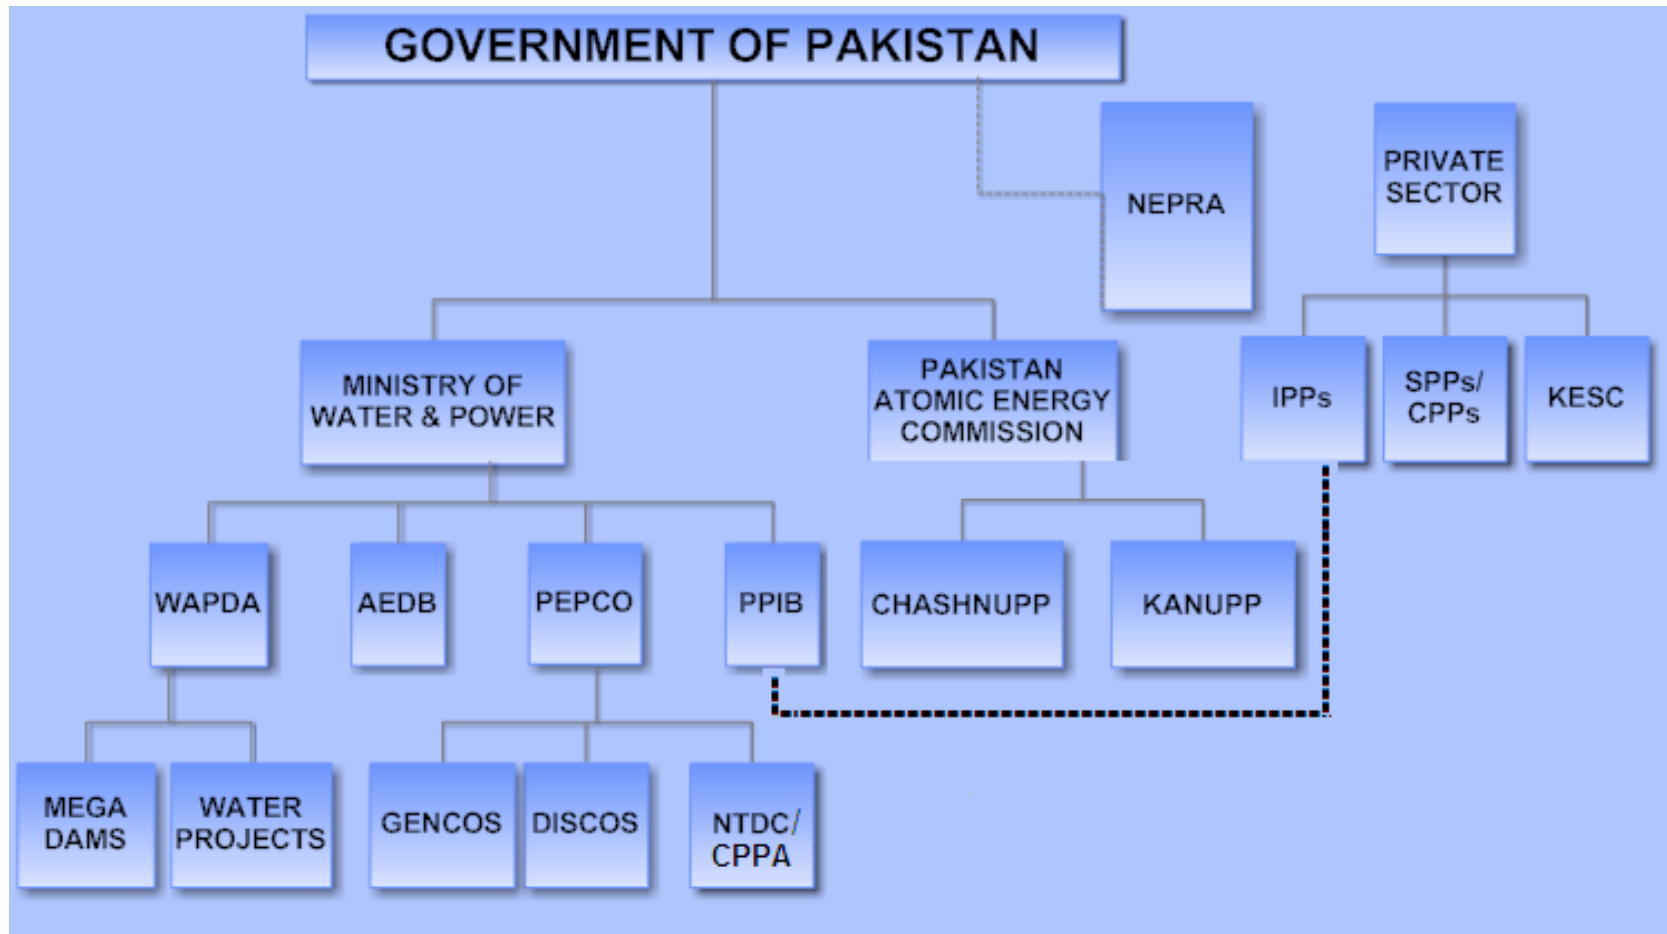 GOVERNMENT OF PAKISTAN
NEPRA
PRIVATE
SECTOR
MINISTRY OF
WATER & POWER
PAKISTAN
ATOMIC ENERGY
COMMISSION
IPPs
SPPs/
CPPs
KESC
WAPDA
AEDB
PEPCO
PPIB
CHASHNUPP
KANUPP
MEGA
DAMS
WATER
PROJECTS
GENCOS
DISCOS
NTDC/
CPPA